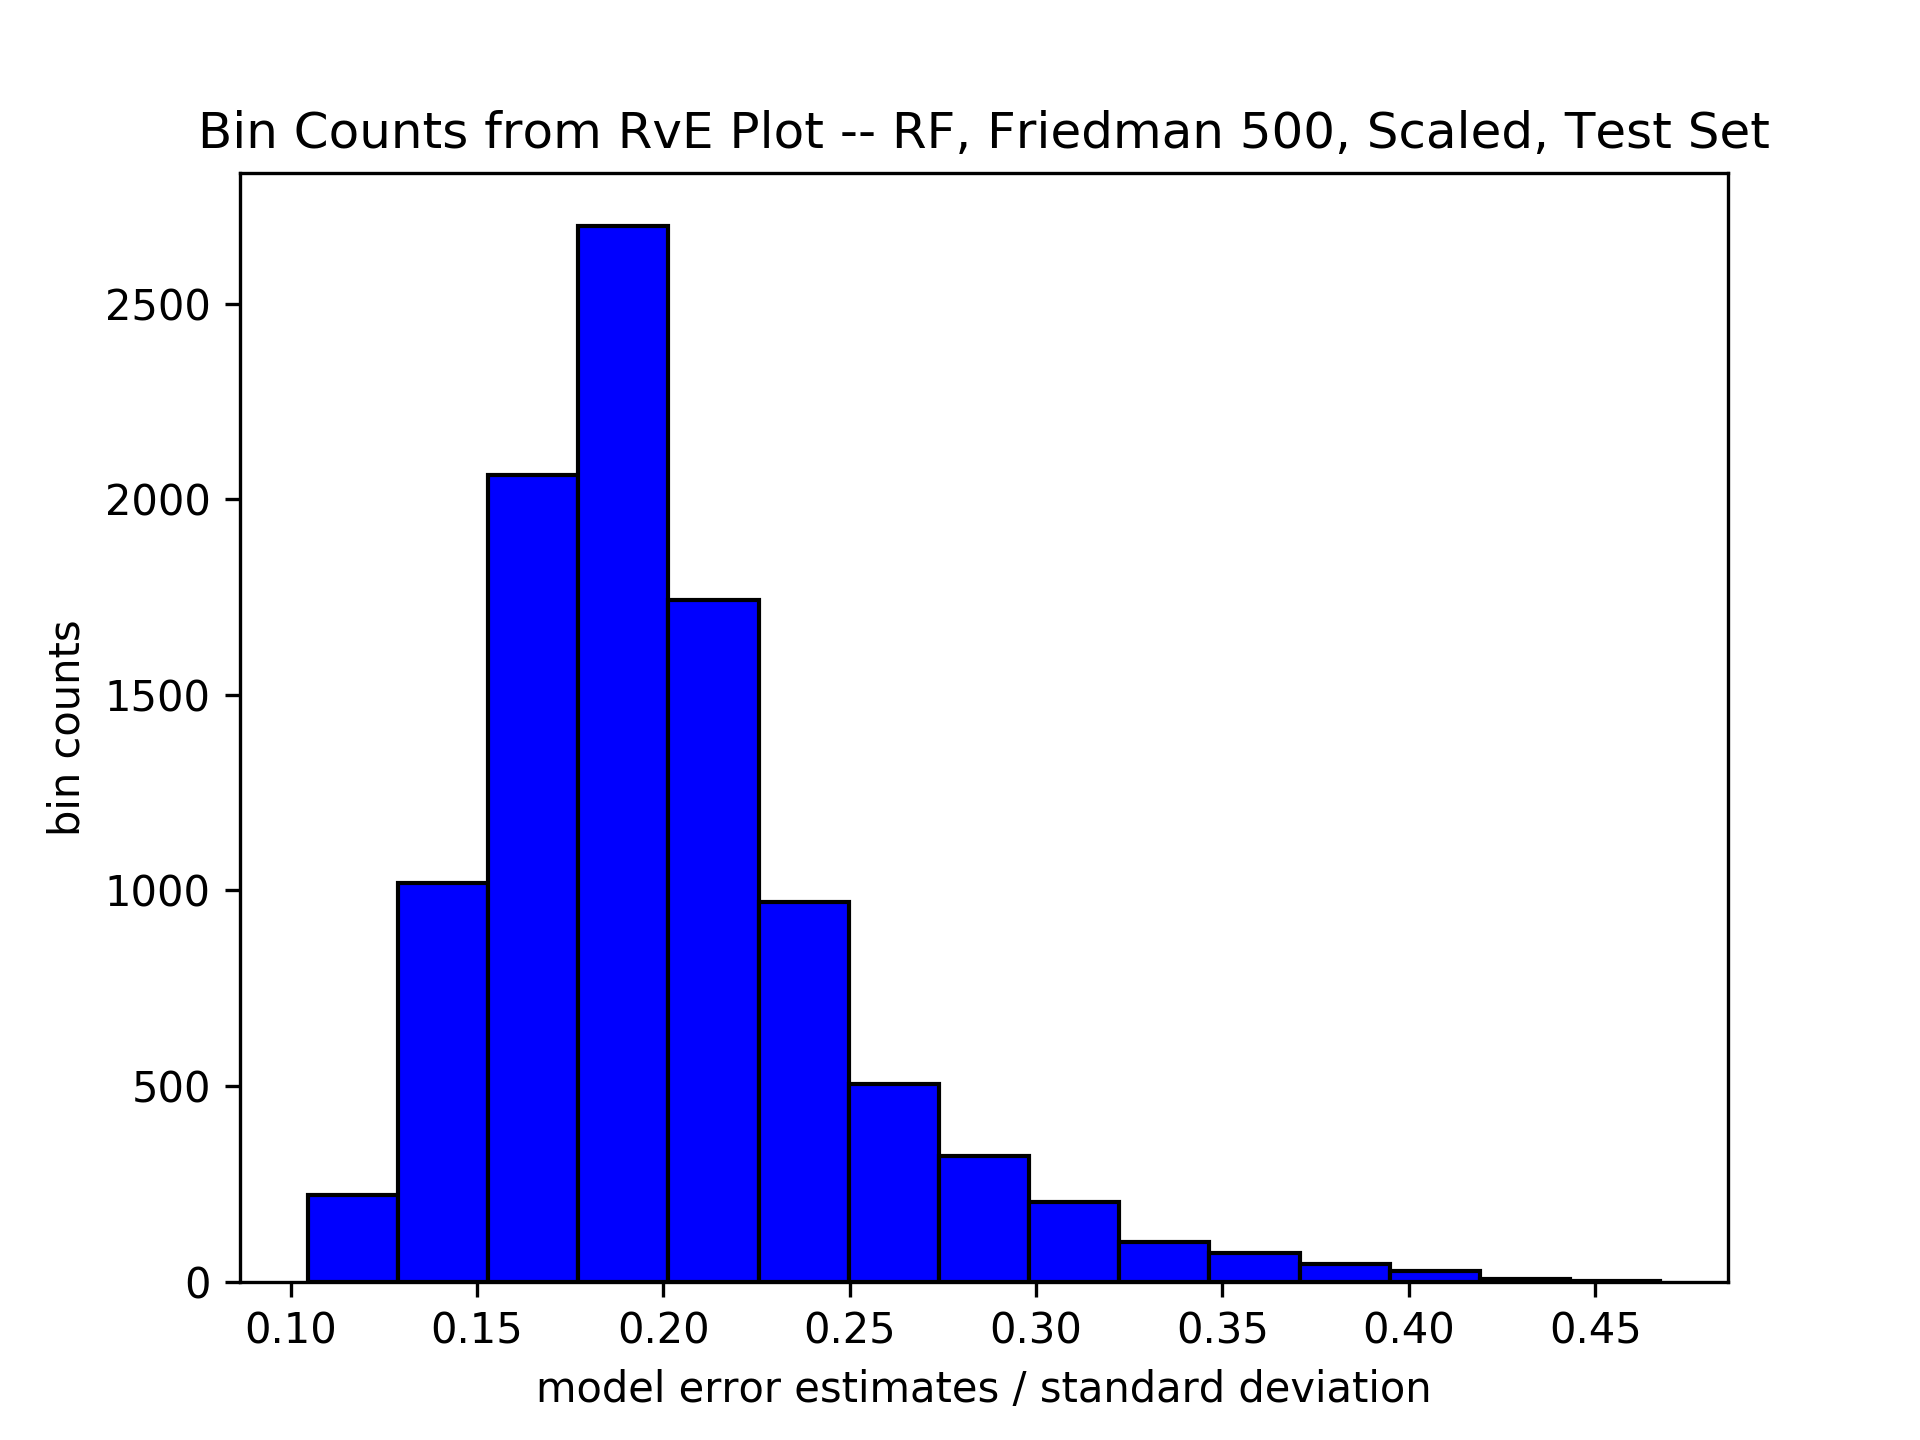 Bin Counts from RvE Plot -- RF, Friedman 500, Scaled, Test Set
bin counts
2500
2000
1500
1000
500
0
0.10 0.15 0.20 0.25 0.30 0.35 0.40 0.45
model error estimates / standard deviation